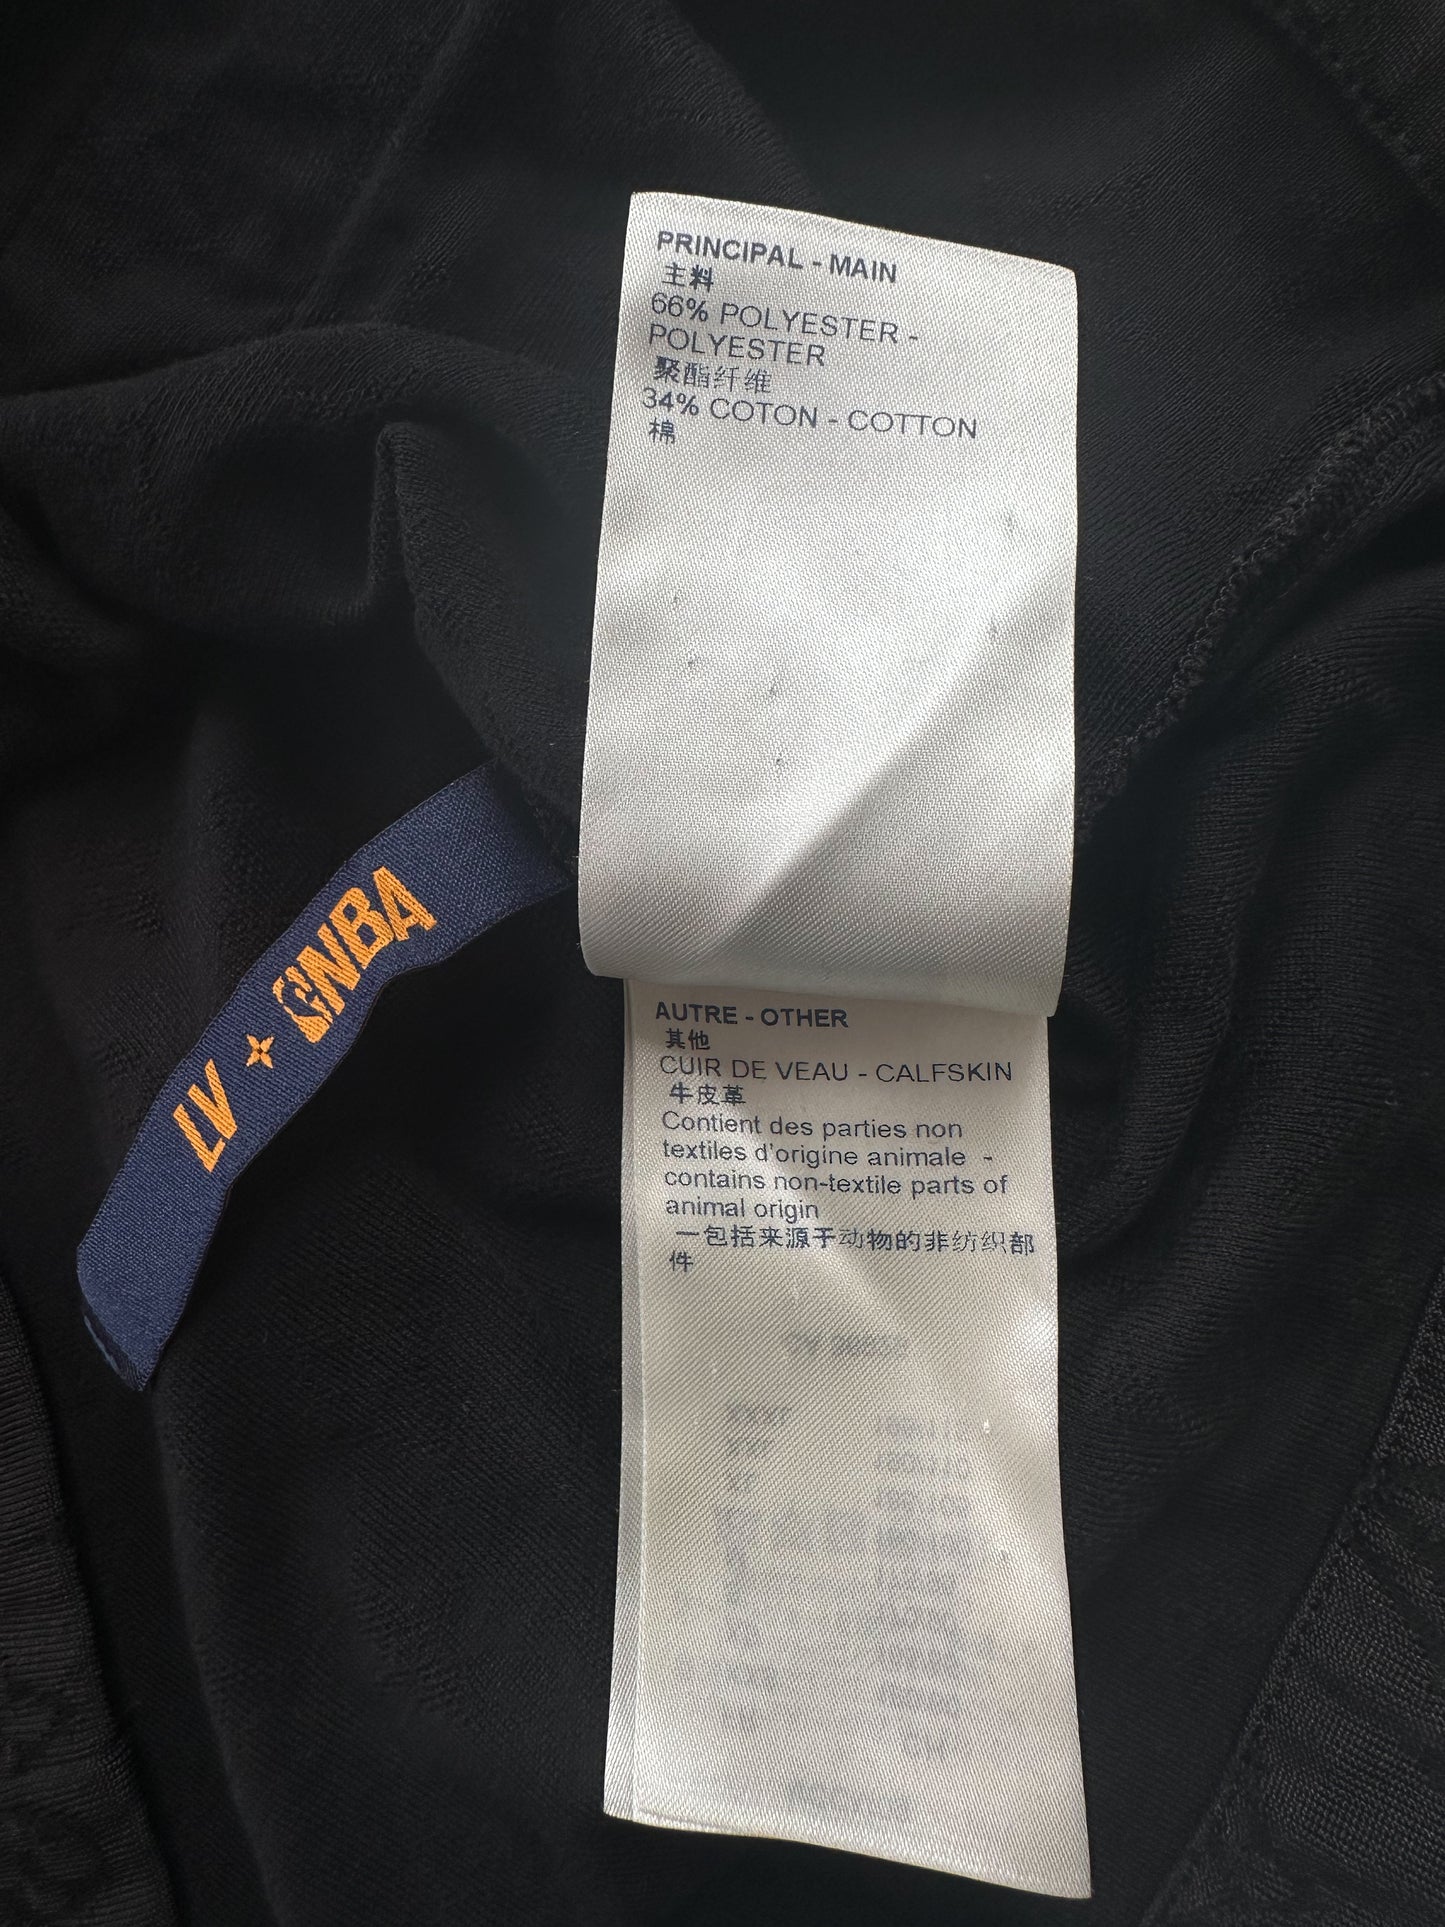 PRINCIPAL - MAIN
主料
66% POLYESTER -
POLYESTER
聚酯纤维
34% COTON - COTTON
棉
LV NBA
AUTRE - OTHER
其他
CUIR DE VEAU - CALFSKIN
牛皮革
Contient des parties non
textiles d'origine animale -
contains non-textile parts of
animal origin
一包括来源于动物的非纺织部
件